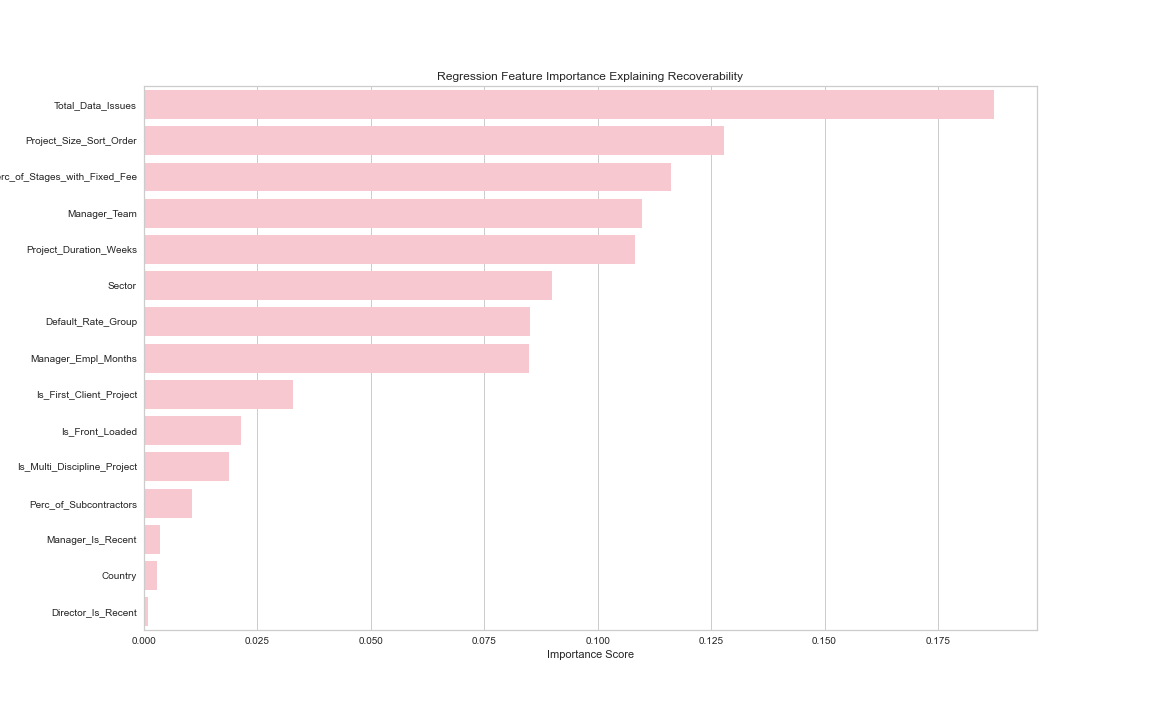 Regression Feature Importance Explaining Recoverability
Total_Data_Issues
Project_Size_Sort_Order
erc_of_Stages_with_Fixed_Fee
Manager_Team
Project_Duration_Weeks
Sector
Default_Rate_Group
Manager_Empl_Months
Is_First_Client_Project
Is_Front_Loaded
Is_Multi_Discipline_Project
Perc_of_Subcontractors
Manager_Is_Recent
Country
Director_Is_Recent
0.000 0.025 0.050 0.075 0.100 0.125 0.150 0.175
Importance Score